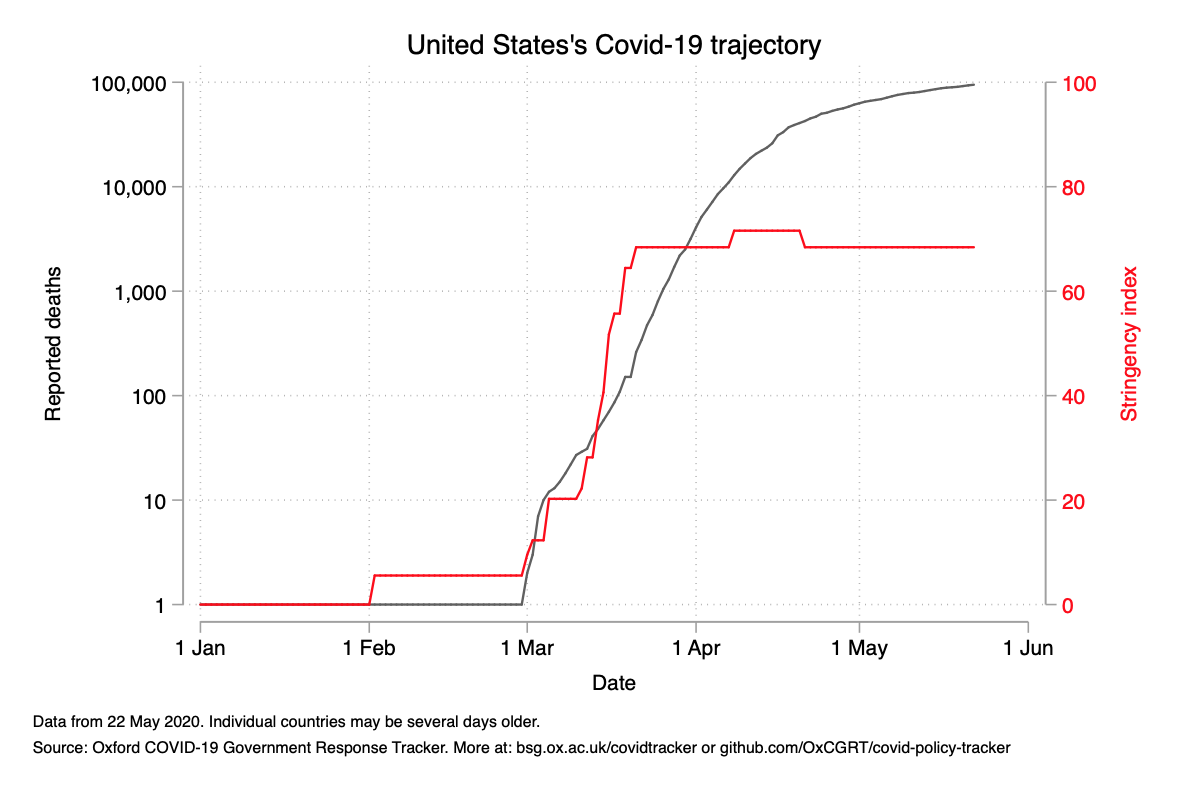 United States's Covid-19 trajectory
100,000
10,000
1,000
100
10
1
Reported deaths
100
80
60
40
20
0
Stringency index
1 Jan
1 Feb
1 Mar
1 Apr
1 May
1 Jun
Date
Data from 22 May 2020. Individual countries may be several days older.
Source: Oxford COVID-19 Government Response Tracker. More at: bsg.ox.ac.uk/covidtracker or github.com/OxCGRT/covid-policy-tracker